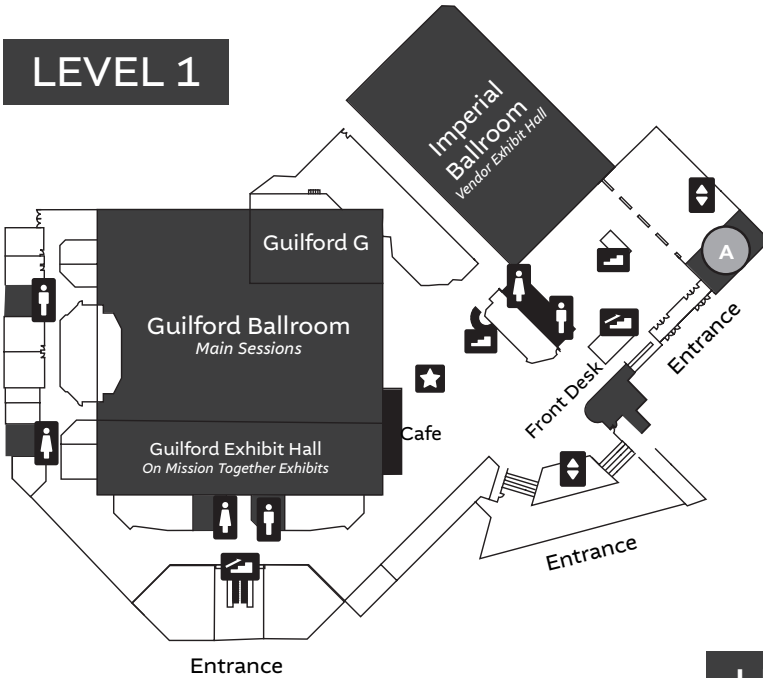 LEVEL 1
Imperial
Ballroom
Vendor Exhibit Hall
A
Guilford G
Guilford Ballroom
Main Sessions
Entrance
Front Desk
Cafe
Guilford Exhibit Hall
On Mission Together Exhibits
Entrance
Entrance